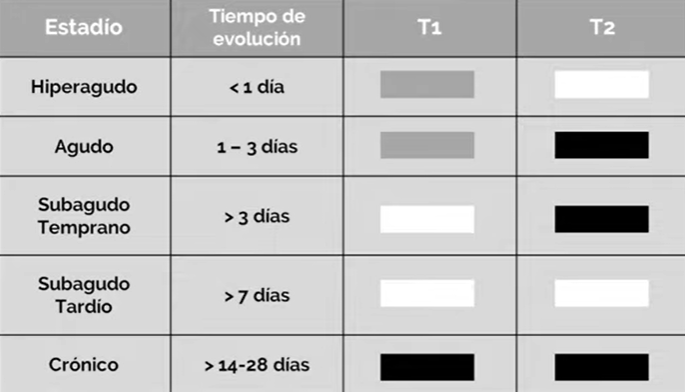 Estadío
Tiempo de
evolución
T1
T2
Hiperagudo
< 1 día
Agudo
1 – 3 días
Subagudo
Temprano
> 3 días
Subagudo
Tardío
> 7 días
Crónico
> 14-28 días